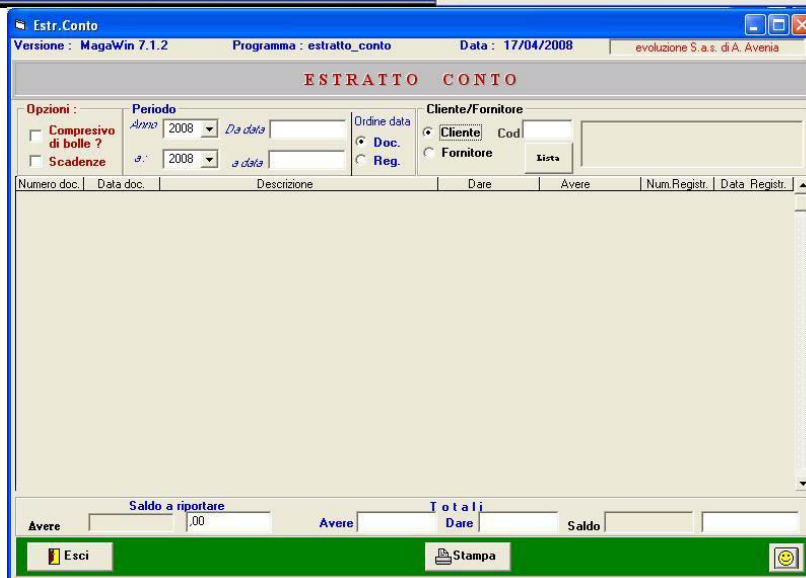 Estr.Conto
Versione : MagaWin 7.1.2 Programma : estratto_conto Data : 17/04/2008 evoluzione S.a.s. di A. Avenia
ESTRATTO CONTO
Opzioni : Periodo Ordine data Cliente/Fornitore
Compresivo di bolle ? Anno 2008 Da data Doc. Cliente Cod
Scadenze a: 2008 a data Reg. Fornitore Lista
Numero doc. Data doc. Descrizione Dare Avere Num.Registr. Data Registr.
Saldo a riportare Totali
Avere ,00 Avere Dare Saldo
Esci Stampa